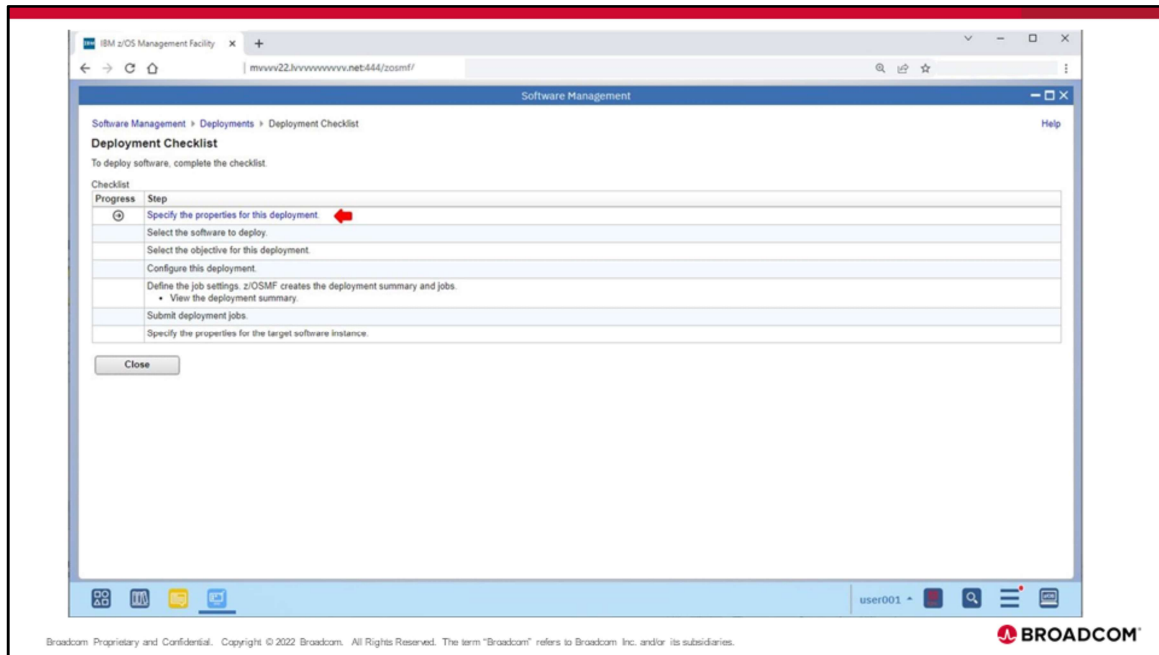 IBM z/OS Management Facility
mvvvv22.lvvvvvvvvvv.net:444/zosmf/
Software Management
Software Management Deployments Deployment Checklist
Help
Deployment Checklist
To deploy software, complete the checklist.
Checklist
Progress Step
Specify the properties for this deployment.
Select the software to deploy.
Select the objective for this deployment.
Configure this deployment.
Define the job settings. z/OSMF creates the deployment summary and jobs.
• View the deployment summary.
Submit deployment jobs.
Specify the properties for the target software instance.
Close
user001
Broadcom Proprietary and Confidential. Copyright © 2022 Broadcom. All Rights Reserved. The term “Broadcom” refers to Broadcom Inc. and/or its subsidiaries.
BROADCOM